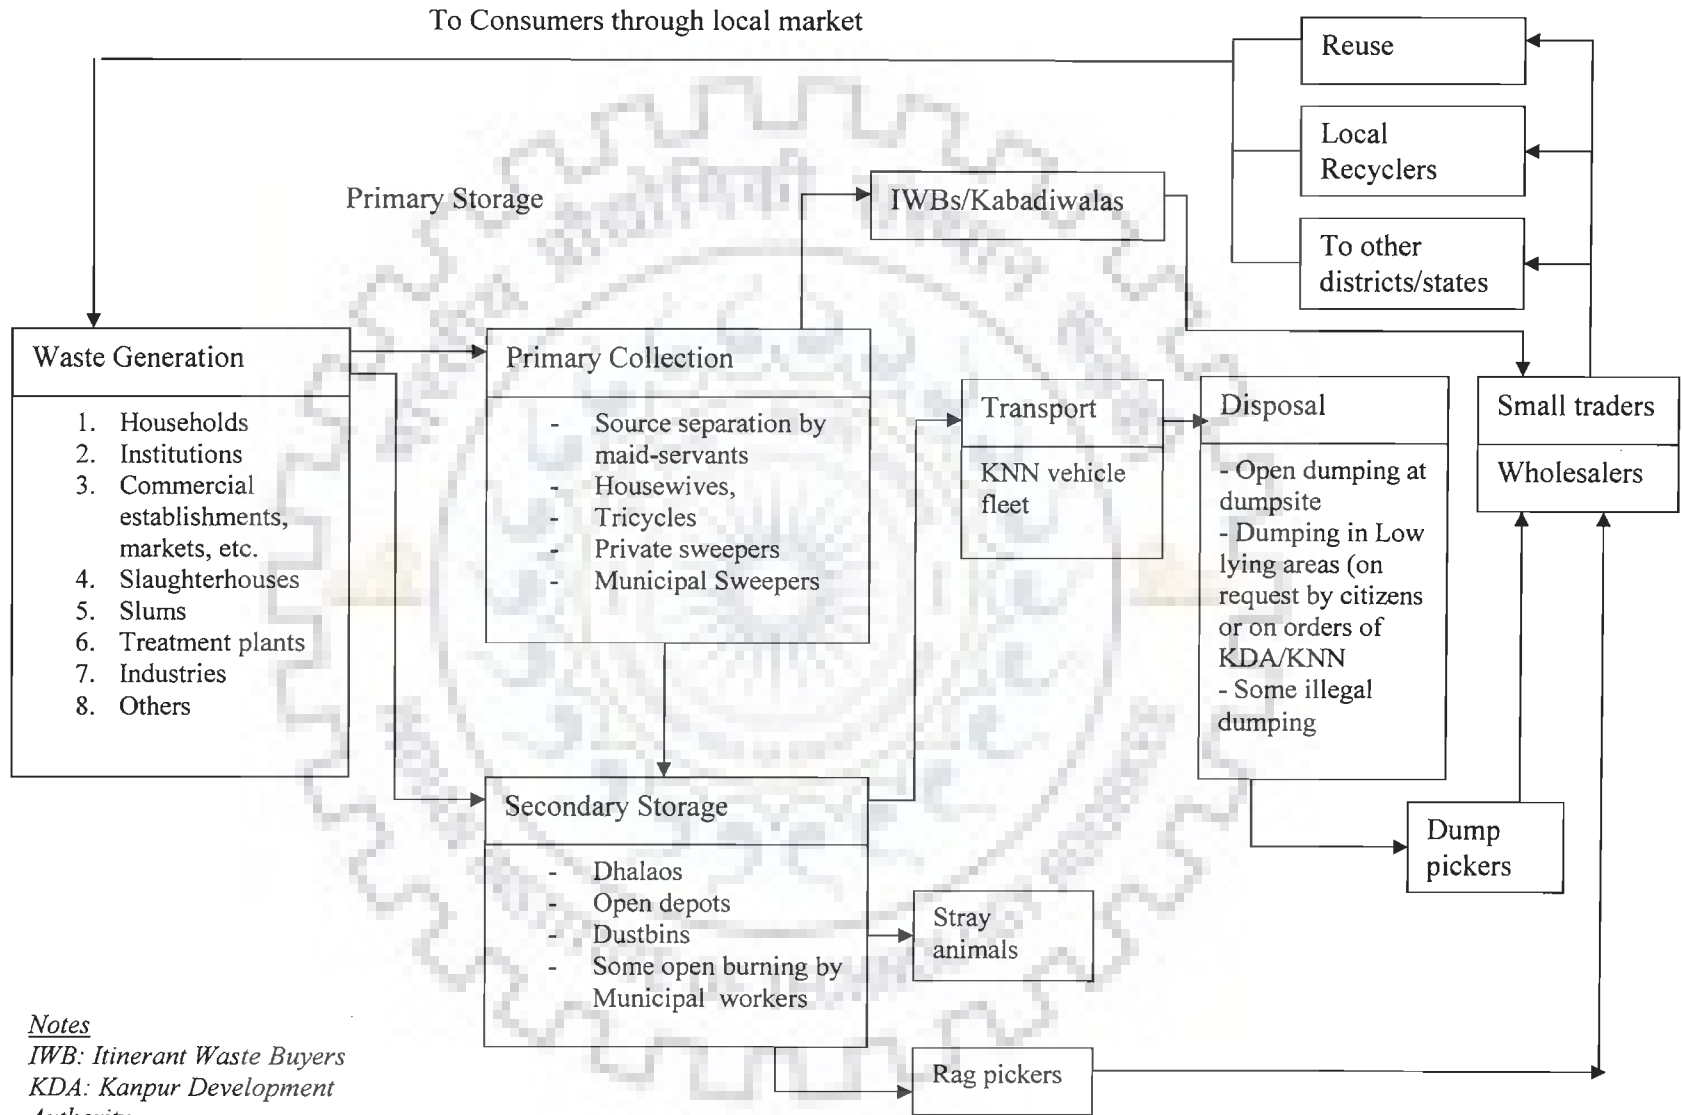 To Consumers through local market
Reuse
Local
Recyclers
To other
districts/states
Primary Storage
IWBs/Kabadiwalas
Waste Generation
1. Households
2. Institutions
3. Commercial
establishments,
markets, etc.
4. Slaughterhouses
5. Slums
6. Treatment plants
7. Industries
8. Others
Primary Collection
- Source separation by
maid-servants
- Housewives,
- Tricycles
- Private sweepers
- Municipal Sweepers
Transport
KNN vehicle
fleet
Disposal
- Open dumping at
dumpsite
- Dumping in Low
lying areas (on
request by citizens
or on orders of
KDA/KNN
- Some illegal
dumping
Small traders
Wholesalers
Secondary Storage
- Dhalaos
- Open depots
- Dustbins
- Some open burning by
Municipal workers
Stray
animals
Dump
pickers
Rag pickers
Notes
IWB: Itinerant Waste Buyers
KDA: Kanpur Development